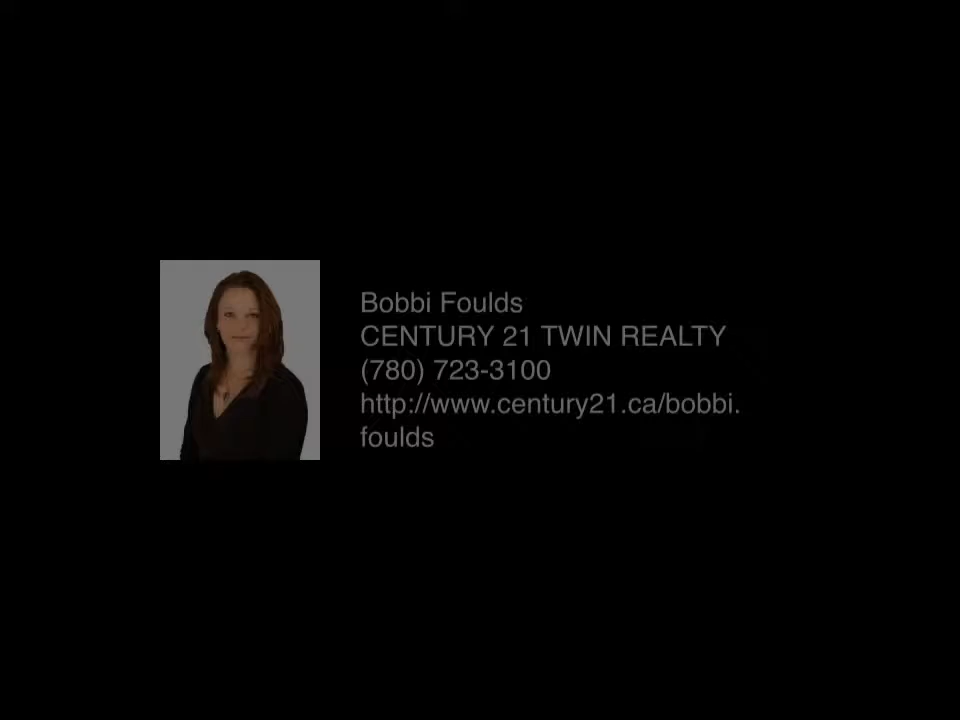 Bobbi Foulds
CENTURY 21 TWIN REALTY
(780) 723-3100
http://www.century21.ca/bobbi.
foulds